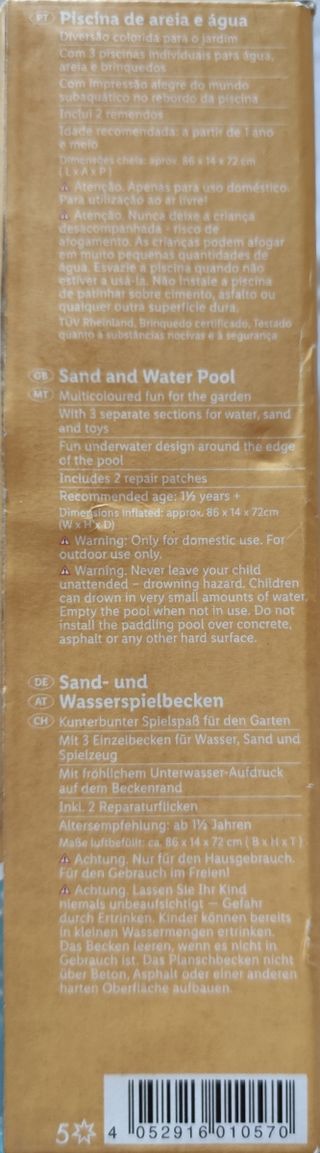 PT Piscina de areia e água
Diversão colorida para o jardim
Com 3 piscinas individuais para água,
areia e brinquedos
Com impressão alegre do mundo
subaquático no rebordo da piscina
Inclui 2 remendos
Idade recomendada: a partir de 1 ano
e meio
Dimensões cheia: aprox. 86 x 14 x 72 cm
( L x A x P )
Atenção. Apenas para uso doméstico.
Para utilização ao ar livre!
Atenção. Nunca deixe a criança
desacompanhada - risco de
afogamento. As crianças podem afogar
em muito pequenas quantidades de
água. Esvazie a piscina quando não
estiver a usá-la. Não instale a piscina
de patinhar sobre cimento, asfalto ou
qualquer outra superfície dura.
TÜV Rheinland. Brinquedo certificado. Testado
quanto a substâncias nocivas e à segurança
GB Sand and Water Pool
MT Multicoloured fun for the garden
With 3 separate sections for water, sand
and toys
Fun underwater design around the edge
of the pool
Includes 2 repair patches
Recommended age: 1½ years +
Dimensions inflated: approx. 86 x 14 x 72cm
(W x H x D)
Warning: Only for domestic use. For
outdoor use only.
Warning. Never leave your child
unattended – drowning hazard. Children
can drown in very small amounts of water.
Empty the pool when not in use. Do not
install the paddling pool over concrete,
asphalt or any other hard surface.
DE Sand- und
AT Wasserspielbecken
CH Kunterbunter Spielspaß für den Garten
Mit 3 Einzelbecken für Wasser, Sand und
Spielzeug
Mit fröhlichem Unterwasser-Aufdruck
auf dem Beckenrand
Inkl. 2 Reparaturflicken
Altersempfehlung: ab 1½ Jahren
Maße luftbefüllt: ca. 86 x 14 x 72 cm ( B x H x T )
Achtung. Nur für den Hausgebrauch.
Für den Gebrauch im Freien!
Achtung. Lassen Sie Ihr Kind
niemals unbeaufsichtigt – Gefahr
durch Ertrinken. Kinder können bereits
in kleinen Wassermengen ertrinken.
Das Becken leeren, wenn es nicht in
Gebrauch ist. Das Planschbecken nicht
über Beton, Asphalt oder einer anderen
harten Oberfläche aufbauen.
5
4 052916 010570